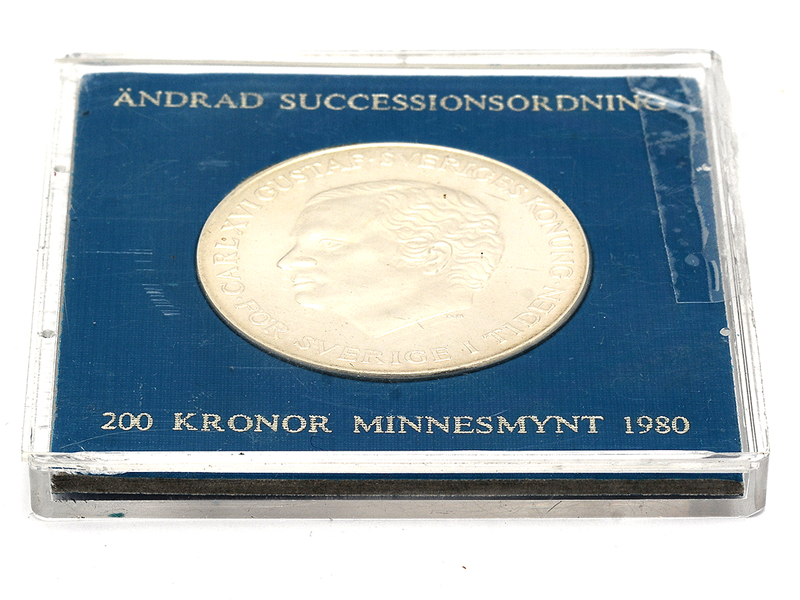 ÄNDRAD SUCCESSIONSORDNING
CARL·XVI·GUSTAF·SVERIGES KONUNG·
·FÖR SVERIGE I TIDEN·
200 KRONOR MINNESMYNT 1980